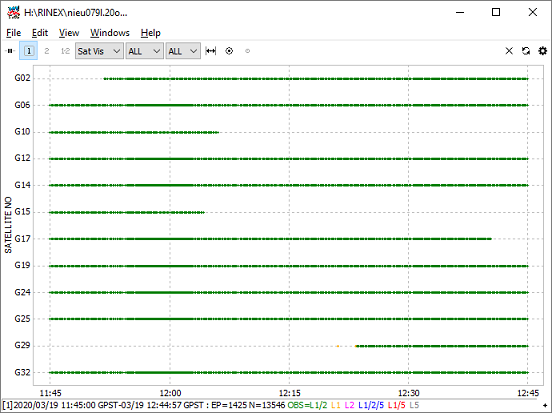 H:\RINEX\nieu079l.20o...
File Edit View Windows Help
1 2 1-2 Sat Vis ALL ALL
G02
G06
G10
G12
G14
G15
G17
G19
G24
G25
G29
G32
SATELLITE NO
11:45 12:00 12:15 12:30 12:45
[1]2020/03/19 11:45:00 GPST-03/19 12:44:57 GPST : EP=1425 N=13546 OBS=L1/2 L1 L2 L1/2/5 L1/5 L5